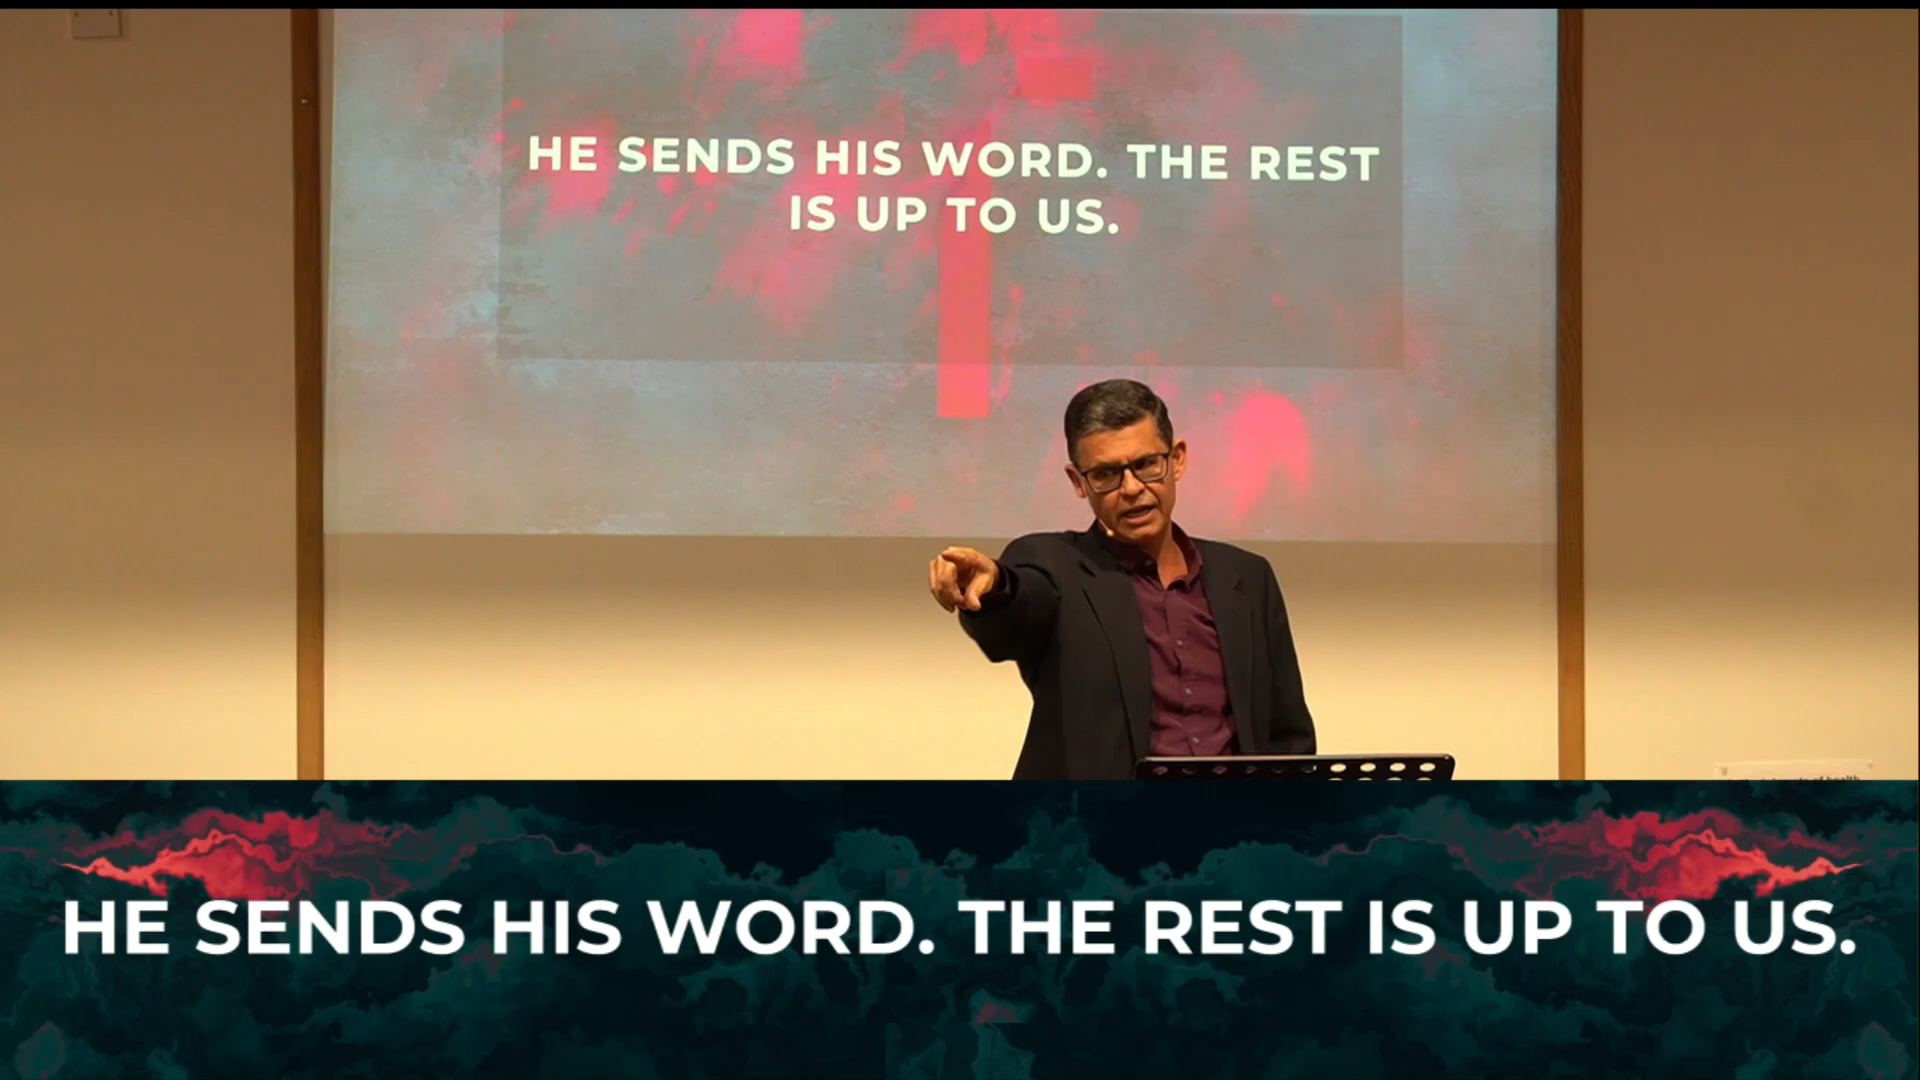 HE SENDS HIS WORD. THE REST
IS UP TO US.
HE SENDS HIS WORD. THE REST IS UP TO US.